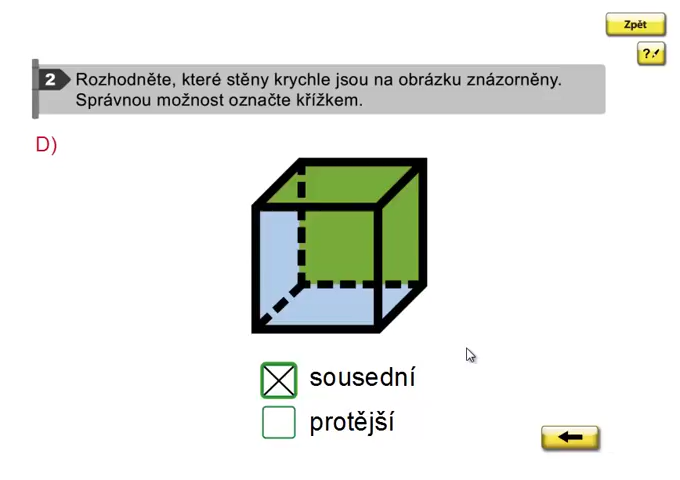 Zpět
?
2 Rozhodněte, které stěny krychle jsou na obrázku znázorněny.
Správnou možnost označte křížkem.
D)
sousední
protější